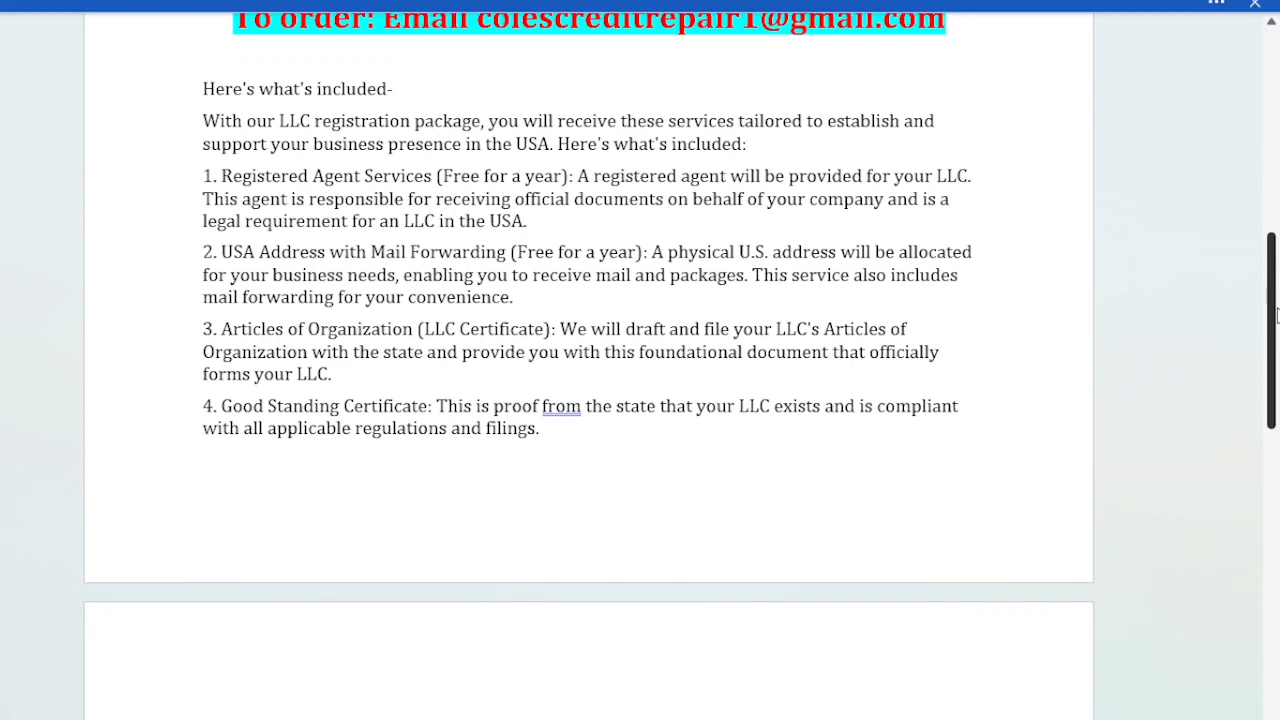 To order: Email colescreditrepair1@gmail.com
Here's what's included-
With our LLC registration package, you will receive these services tailored to establish and
support your business presence in the USA. Here's what's included:
1. Registered Agent Services (Free for a year): A registered agent will be provided for your LLC.
This agent is responsible for receiving official documents on behalf of your company and is a
legal requirement for an LLC in the USA.
2. USA Address with Mail Forwarding (Free for a year): A physical U.S. address will be allocated
for your business needs, enabling you to receive mail and packages. This service also includes
mail forwarding for your convenience.
3. Articles of Organization (LLC Certificate): We will draft and file your LLC's Articles of
Organization with the state and provide you with this foundational document that officially
forms your LLC.
4. Good Standing Certificate: This is proof from the state that your LLC exists and is compliant
with all applicable regulations and filings.